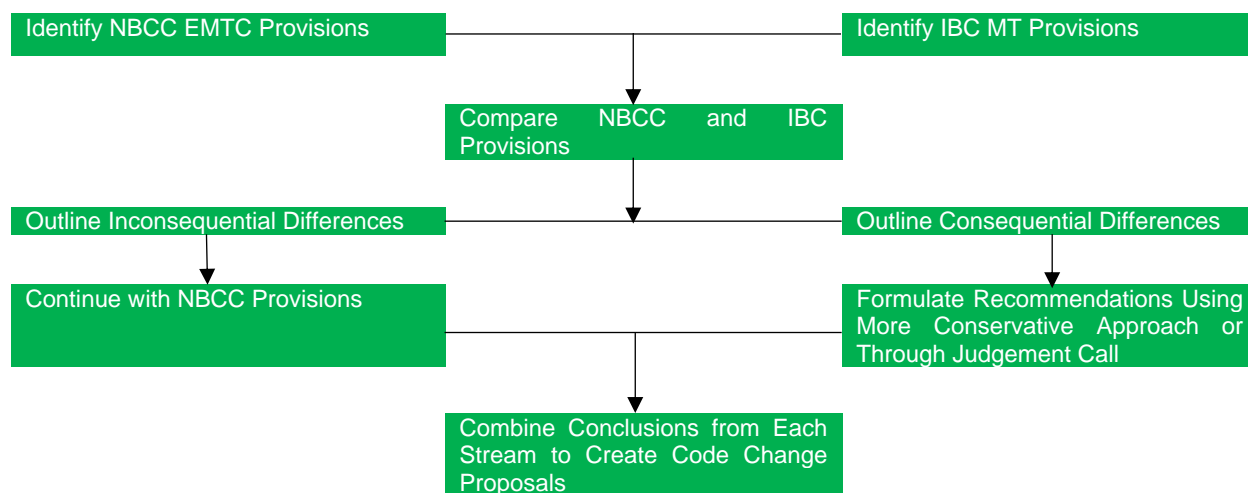 Identify NBCC EMTC Provisions
Identify IBC MT Provisions
Compare NBCC and IBC
Provisions
Outline Inconsequential Differences
Outline Consequential Differences
Continue with NBCC Provisions
Formulate Recommendations Using
More Conservative Approach or
Through Judgement Call
Combine Conclusions from Each
Stream to Create Code Change
Proposals